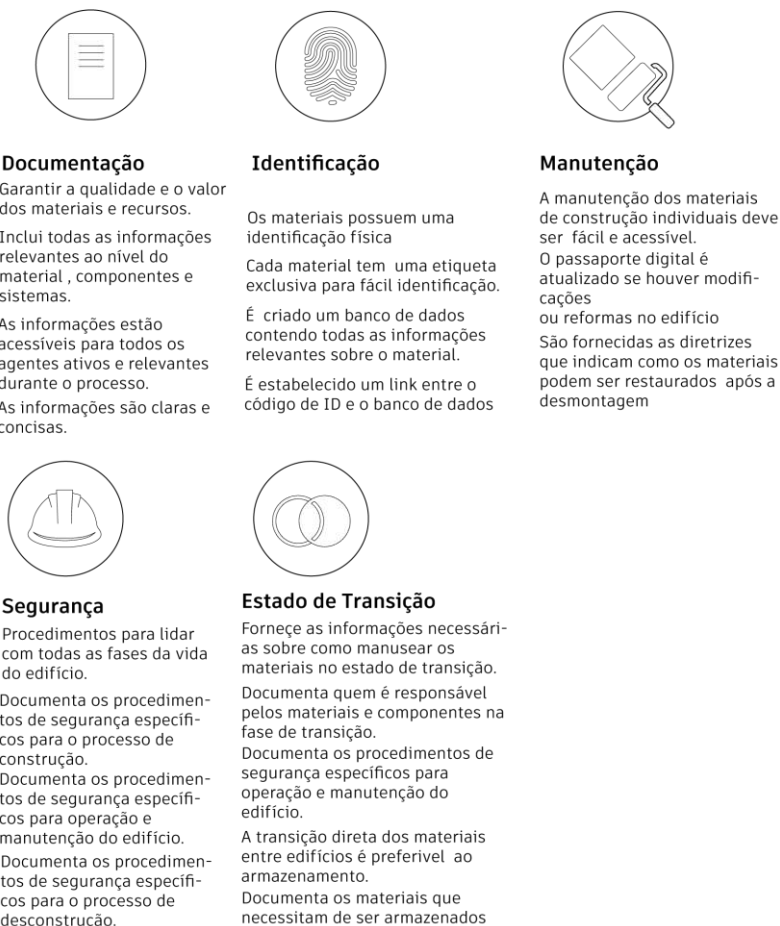 Documentação
Garantir a qualidade e o valor
dos materiais e recursos.
Inclui todas as informações
relevantes ao nível do
material , componentes e
sistemas.
As informações estão
acessíveis para todos os
agentes ativos e relevantes
durante o processo.
As informações são claras e
concisas.
Identificação
Os materiais possuem uma
identificação física
Cada material tem uma etiqueta
exclusiva para fácil identificação.
É criado um banco de dados
contendo todas as informações
relevantes sobre o material.
É estabelecido um link entre o
código de ID e o banco de dados
Manutenção
A manutenção dos materiais
de construção individuais deve
ser fácil e acessível.
O passaporte digital é
atualizado se houver modifi-
cações
ou reformas no edifício
São fornecidas as diretrizes
que indicam como os materiais
podem ser restaurados após a
desmontagem
Segurança
Procedimentos para lidar
com todas as fases da vida
do edifício.
Documenta os procedimen-
tos de segurança específi-
cos para o processo de
construção.
Documenta os procedimen-
tos de segurança específi-
cos para operação e
manutenção do edifício.
Documenta os procedimen-
tos de segurança específi-
cos para o processo de
desconstrução.
Estado de Transição
Forneçe as informações necessári-
as sobre como manusear os
materiais no estado de transição.
Documenta quem é responsável
pelos materiais e componentes na
fase de transição.
Documenta os procedimentos de
segurança específicos para
operação e manutenção do
edifício.
A transição direta dos materiais
entre edifícios é preferivel ao
armazenamento.
Documenta os materiais que
necessitam de ser armazenados